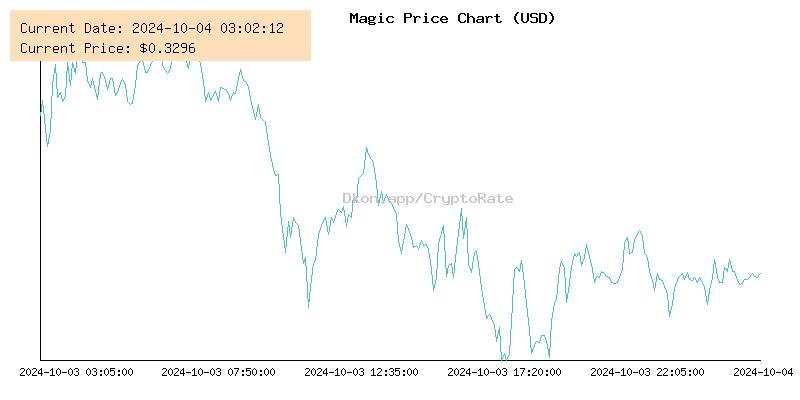 Magic Price Chart (USD)
Current Date: 2024-10-04 03:02:12
Current Price: $0.3296
Dkon.app/CryptoRate
2024-10-03 03:05:00 2024-10-03 07:50:00 2024-10-03 12:35:00 2024-10-03 17:20:00 2024-10-03 22:05:00 2024-10-04